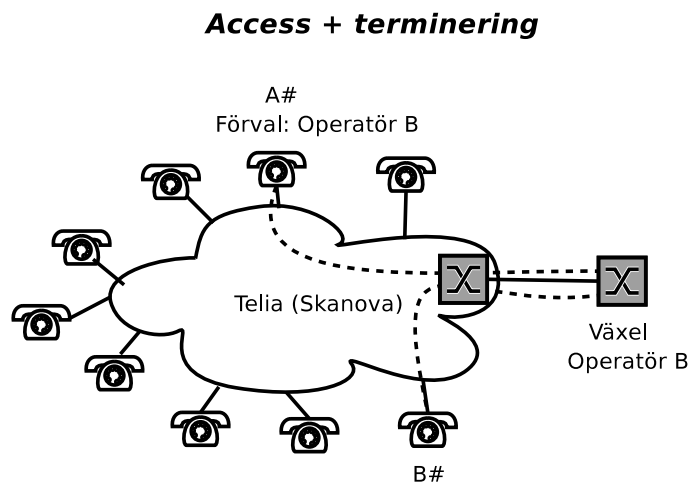 Access + terminering
A#
Förval: Operatör B
Telia (Skanova)
Växel
Operatör B
B#